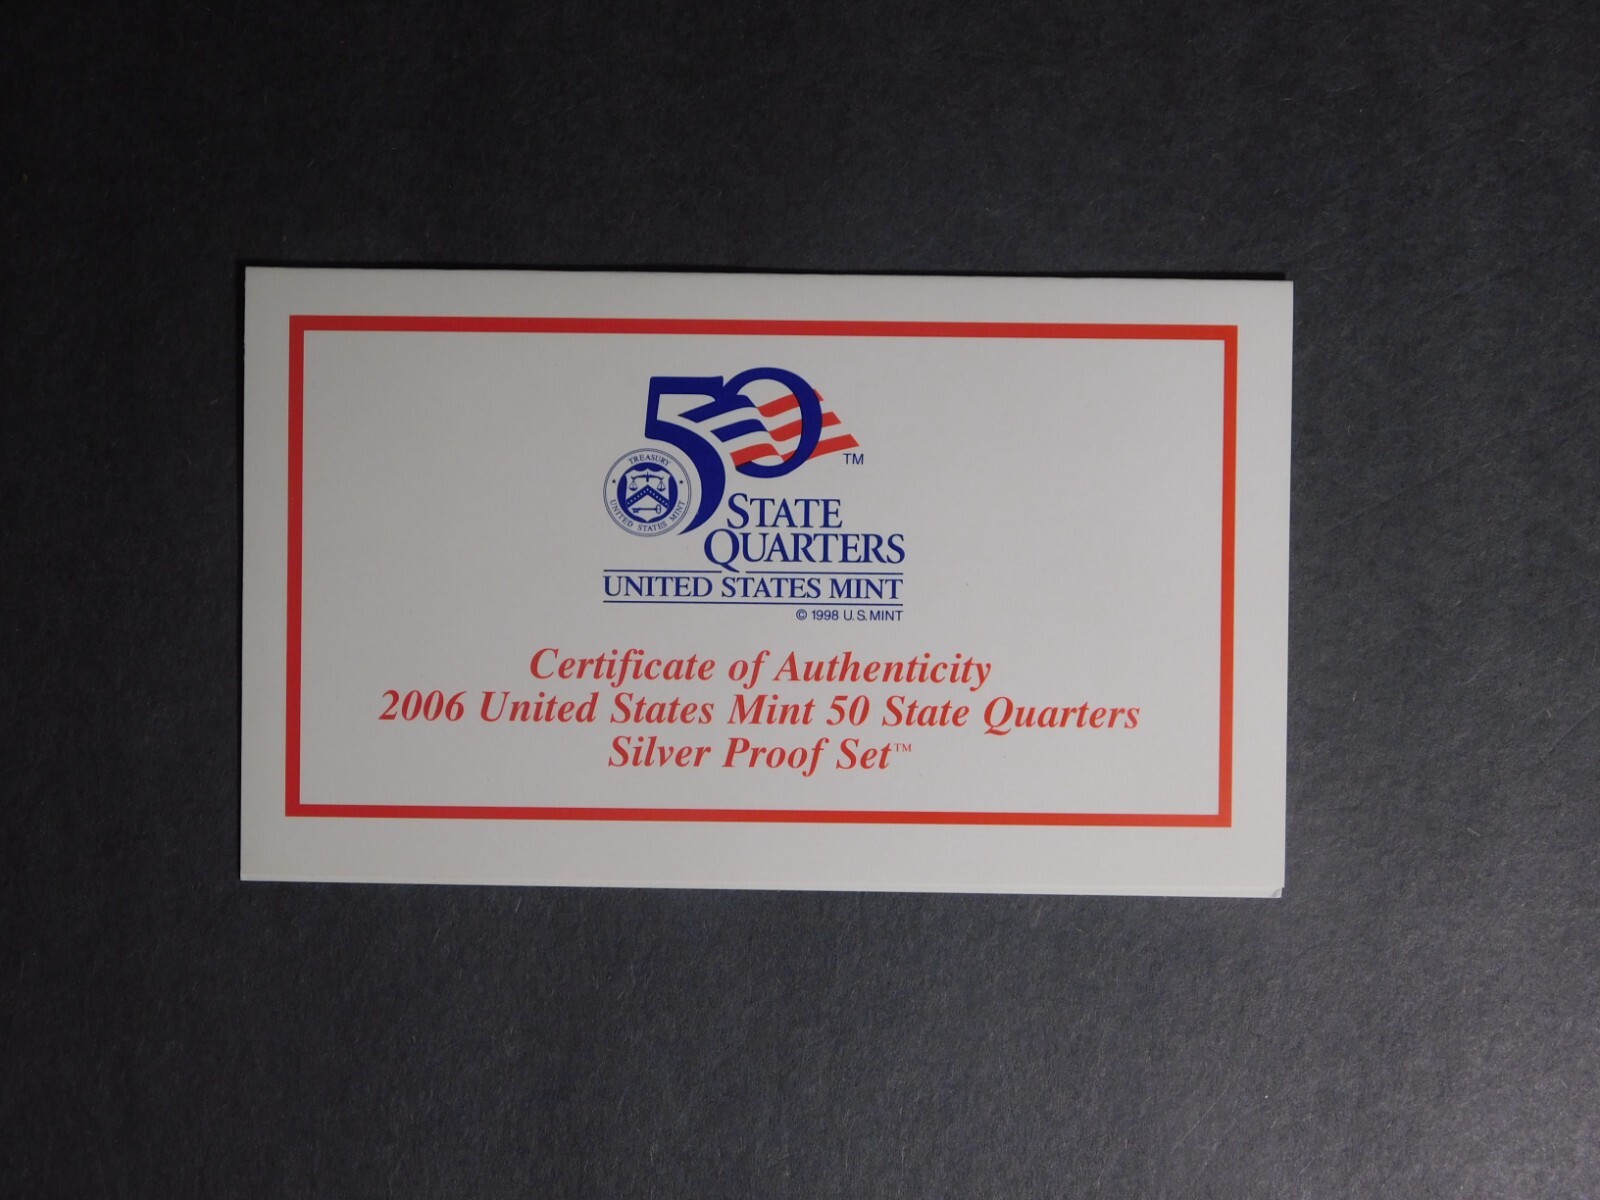 50
TM
TREASURY
UNITED STATES MINT
STATE
QUARTERS
UNITED STATES MINT
© 1998 U.S. MINT
Certificate of Authenticity
2006 United States Mint 50 State Quarters
Silver Proof Set™